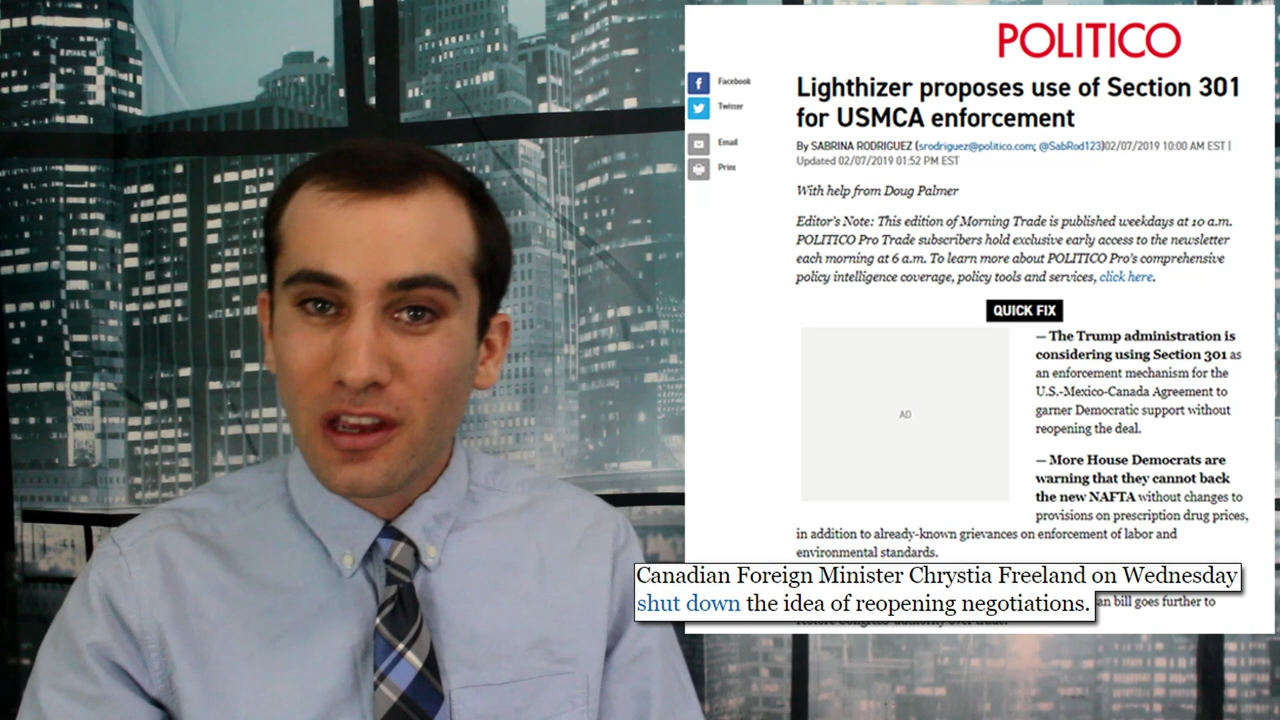 POLITICO
Facebook
Twitter
Email
Print
Lighthizer proposes use of Section 301
for USMCA enforcement
By SABRINA RODRIGUEZ (srodriguez@politico.com; @SabRod123)02/07/2019 10:00 AM EST |
Updated 02/07/2019 01:52 PM EST
With help from Doug Palmer
Editor's Note: This edition of Morning Trade is published weekdays at 10 a.m.
POLITICO Pro Trade subscribers hold exclusive early access to the newsletter
each morning at 6 a.m. To learn more about POLITICO Pro's comprehensive
policy intelligence coverage, policy tools and services, click here.
QUICK FIX
AD
— The Trump administration is
considering using Section 301 as
an enforcement mechanism for the
U.S.-Mexico-Canada Agreement to
garner Democratic support without
reopening the deal.
— More House Democrats are
warning that they cannot back
the new NAFTA without changes to
provisions on prescription drug prices,
in addition to already-known grievances on enforcement of labor and
environmental standards.
Canadian Foreign Minister Chrystia Freeland on Wednesday
shut down the idea of reopening negotiations.
an bill goes further to